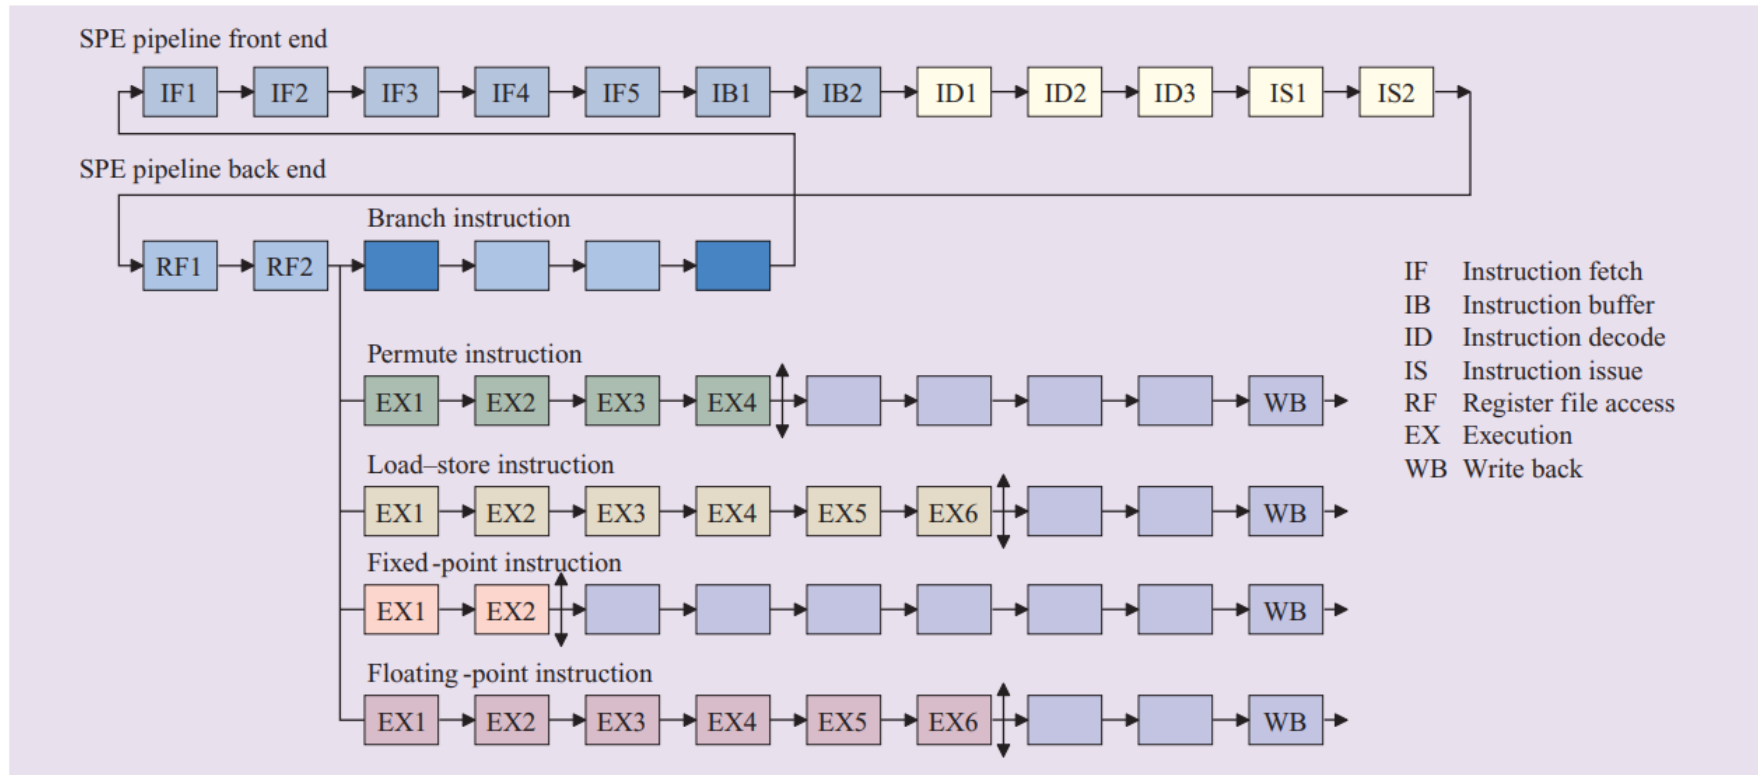 SPE pipeline front end
IF1 IF2 IF3 IF4 IF5 IB1 IB2 ID1 ID2 ID3 IS1 IS2
SPE pipeline back end
Branch instruction
RF1 RF2
Permute instruction
EX1 EX2 EX3 EX4 WB
Load–store instruction
EX1 EX2 EX3 EX4 EX5 EX6 WB
Fixed-point instruction
EX1 EX2 WB
Floating-point instruction
EX1 EX2 EX3 EX4 EX5 EX6 WB
IF Instruction fetch
IB Instruction buffer
ID Instruction decode
IS Instruction issue
RF Register file access
EX Execution
WB Write back